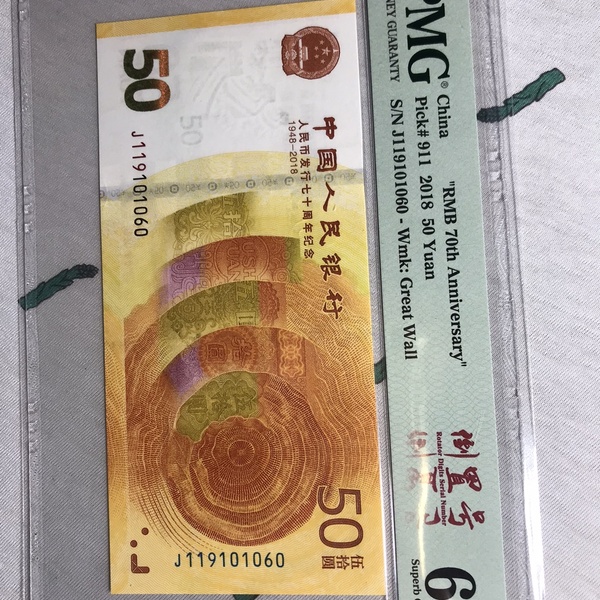 PMG®
EY GUARANTY
China "RMB 70th Anniversary"
Pick# 911 2018 50 Yuan
S/N J119101060 - Wmk: Great Wall
倒置号
Rotator Digits Serial Number
6
Superb
50
J119101060
中国人民银行
人民币发行七十周年纪念
1948-2018
50
50
伍拾圆
J119101060